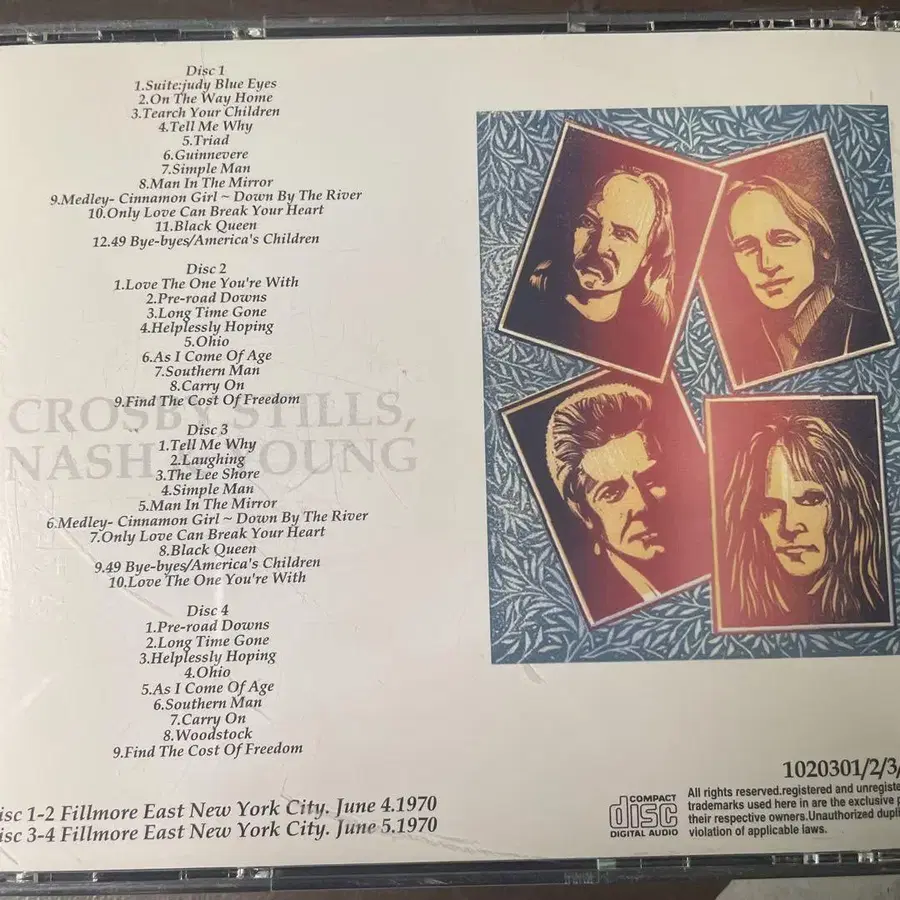 Disc 1
1.Suite:judy Blue Eyes
2.On The Way Home
3.Tearch Your Children
4.Tell Me Why
5.Triad
6.Guinnevere
7.Simple Man
8.Man In The Mirror
9.Medley- Cinnamon Girl ~ Down By The River
10.Only Love Can Break Your Heart
11.Black Queen
12.49 Bye-byes/America's Children
Disc 2
1.Love The One You're With
2.Pre-road Downs
3.Long Time Gone
4.Helplessly Hoping
5.Ohio
6.As I Come Of Age
7.Southern Man
8.Carry On
9.Find The Cost Of Freedom
CROSBY STILLS,
NASH & YOUNG
Disc 3
1.Tell Me Why
2.Laughing
3.The Lee Shore
4.Simple Man
5.Man In The Mirror
6.Medley- Cinnamon Girl ~ Down By The River
7.Only Love Can Break Your Heart
8.Black Queen
9.49 Bye-byes/America's Children
10.Love The One You're With
Disc 4
1.Pre-road Downs
2.Long Time Gone
3.Helplessly Hoping
4.Ohio
5.As I Come Of Age
6.Southern Man
7.Carry On
8.Woodstock
9.Find The Cost Of Freedom
isc 1-2 Fillmore East New York City. June 4.1970
isc 3-4 Fillmore East New York City. June 5.1970
1020301/2/3/
COMPACT
disc
DIGITAL AUDIO
All rights reserved.registered and unregiste
trademarks used here in are the exclusive p
their respective owners.Unauthorized dupli
violation of applicable laws.